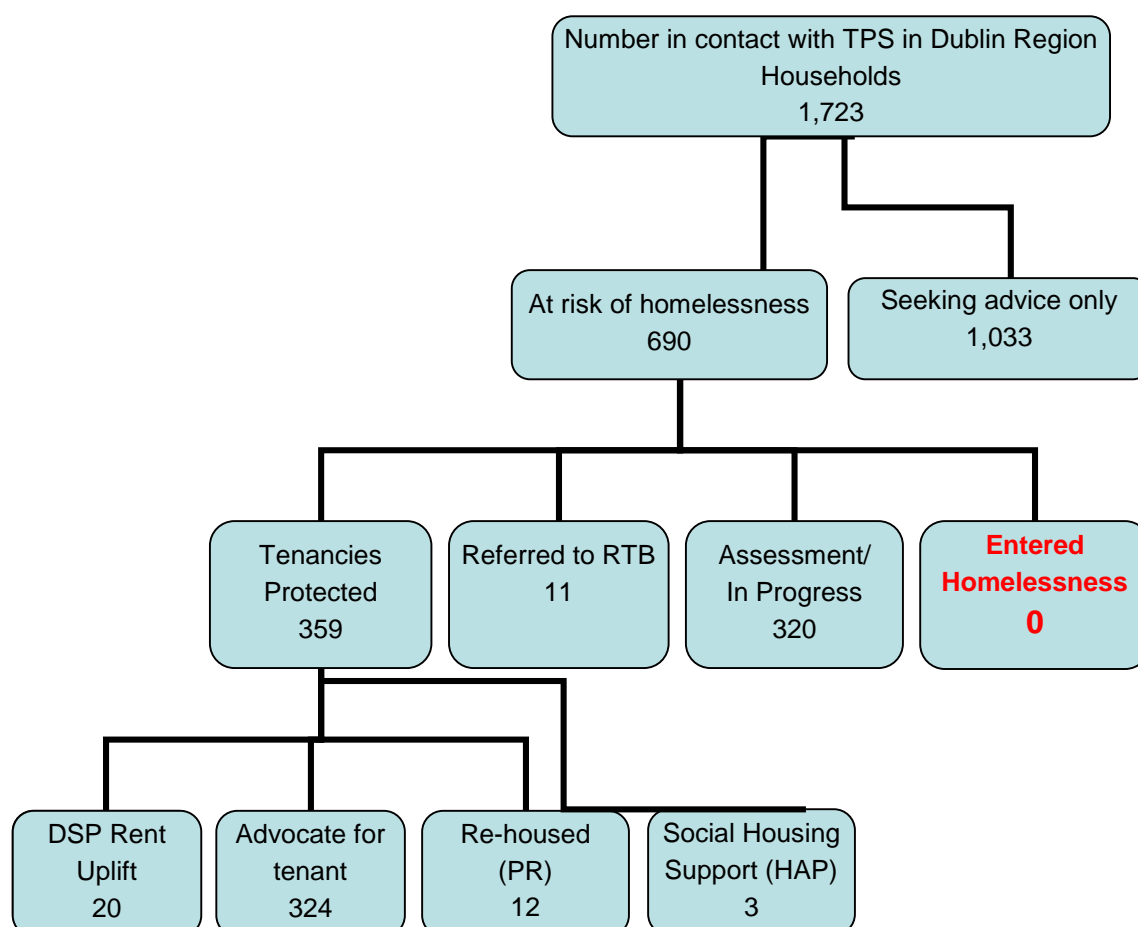 Number in contact with TPS in Dublin Region
Households
1,723
At risk of homelessness
690
Seeking advice only
1,033
Tenancies
Protected
359
Referred to RTB
11
Assessment/
In Progress
320
Entered
Homelessness
0
DSP Rent
Uplift
20
Advocate for
tenant
324
Re-housed
(PR)
12
Social Housing
Support (HAP)
3